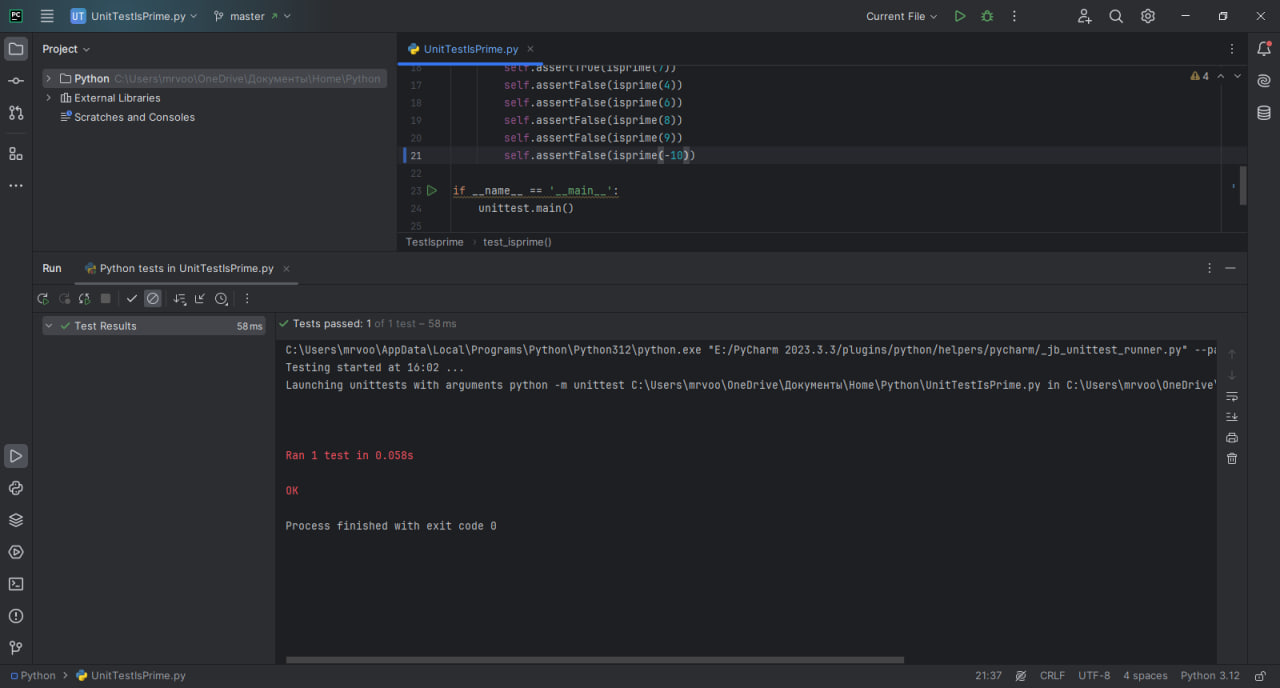 UT UnitTestIsPrime.py master Current File
Project
UnitTestIsPrime.py
Python C:\Users\mrvoo\OneDrive\Документы\Home\Python
External Libraries
Scratches and Consoles
16 self.assertTrue(isprime(7))
17 self.assertFalse(isprime(4))
18 self.assertFalse(isprime(6))
19 self.assertFalse(isprime(8))
20 self.assertFalse(isprime(9))
21 self.assertFalse(isprime(-10))
22
23 if __name__ == '__main__':
24 unittest.main()
25
4
TestIsprime test_isprime()
Run Python tests in UnitTestIsPrime.py
Test Results 58 ms
Tests passed: 1 of 1 test – 58 ms
C:\Users\mrvoo\AppData\Local\Programs\Python\Python312\python.exe "E:/PyCharm 2023.3.3/plugins/python/helpers/pycharm/_jb_unittest_runner.py" --pa
Testing started at 16:02 ...
Launching unittests with arguments python -m unittest C:\Users\mrvoo\OneDrive\Документы\Home\Python\UnitTestIsPrime.py in C:\Users\mrvoo\OneDrive\
Ran 1 test in 0.058s
OK
Process finished with exit code 0
Python UnitTestIsPrime.py 21:37 CRLF UTF-8 4 spaces Python 3.12